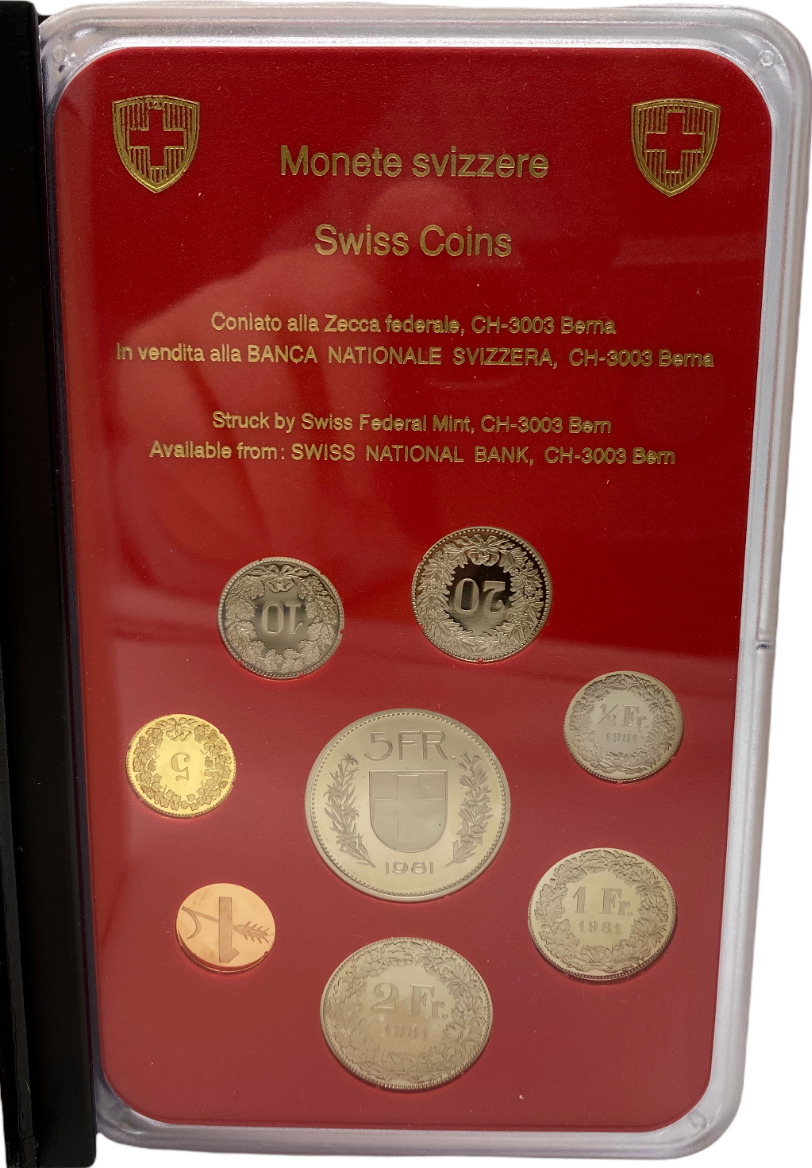 Monete svizzere
Swiss Coins
Coniato alla Zecca federale, CH-3003 Berna
In vendita alla BANCA NATIONALE SVIZZERA, CH-3003 Berna
Struck by Swiss Federal Mint, CH-3003 Bern
Available from: SWISS NATIONAL BANK, CH-3003 Bern
10
20
½ Fr.
1981
5
5FR.
1981
1
1 Fr.
1981
2 Fr.
1981